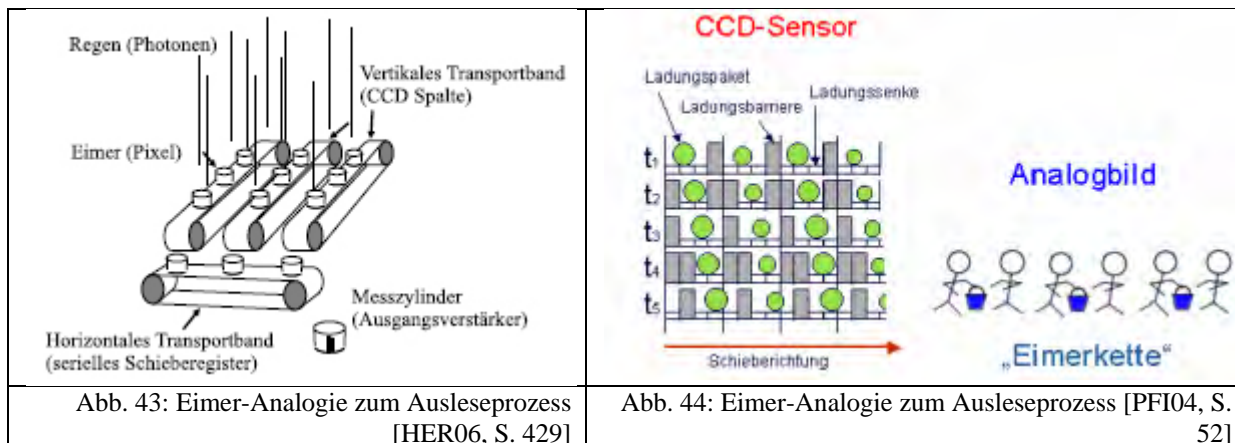 Regen (Photonen)
Vertikales Transportband
(CCD Spalte)
Eimer (Pixel)
Messzylinder
(Ausgangsverstärker)
Horizontales Transportband
(serielles Schieberegister)
Abb. 43: Eimer-Analogie zum Ausleseprozess
[HER06, S. 429]
CCD-Sensor
Ladungspaket
Ladungssenke
Ladungsbarriere
t1
t2
t3
t4
t5
Schieberichtung
Analogbild
„Eimerkette“
Abb. 44: Eimer-Analogie zum Ausleseprozess [PFI04, S.
52]